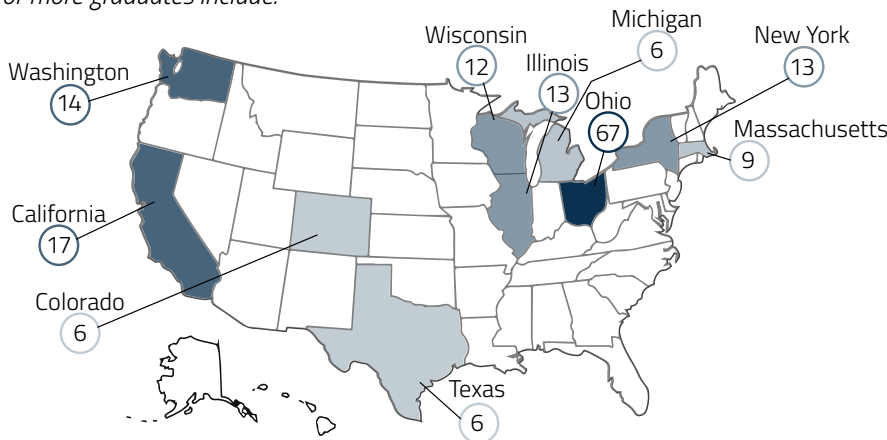 or more graduates include:
Michigan
6
Wisconsin
12
New York
13
Illinois
13
Washington
14
Ohio
67
Massachusetts
9
California
17
Colorado
6
Texas
6